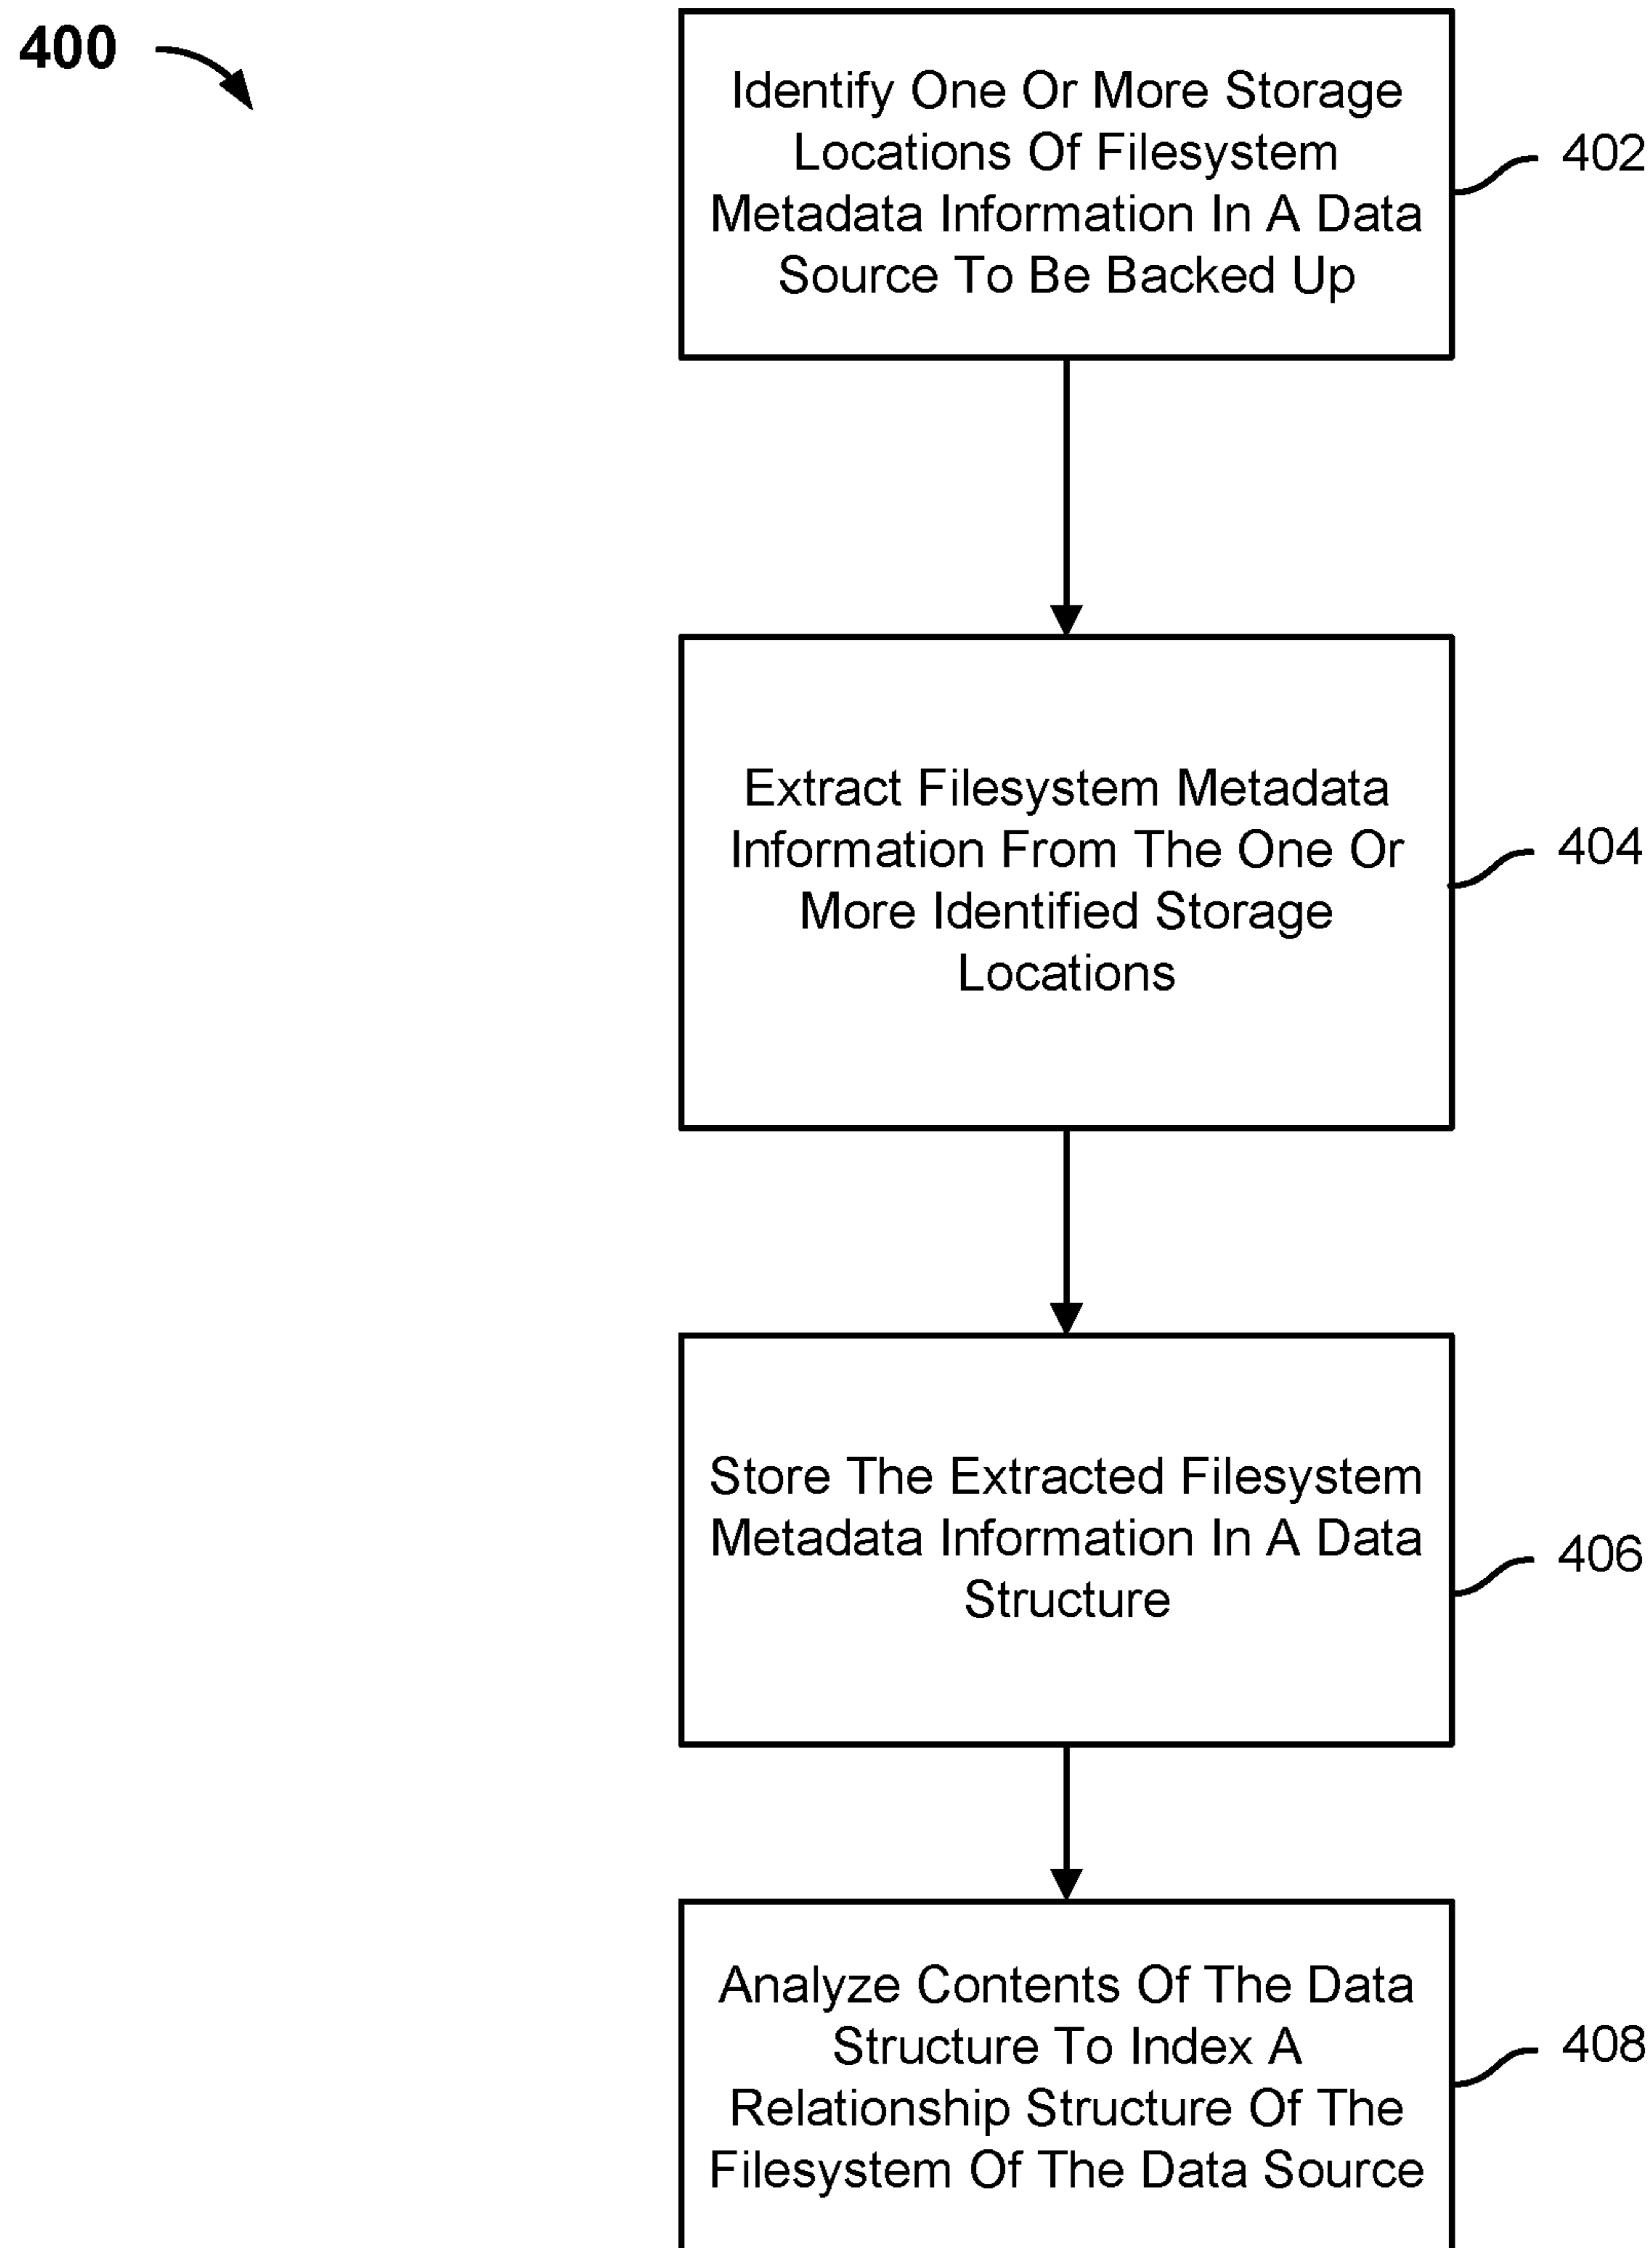 400
Identify One Or More Storage
Locations Of Filesystem
Metadata Information In A Data
Source To Be Backed Up
402
Extract Filesystem Metadata
Information From The One Or
More Identified Storage
Locations
404
Store The Extracted Filesystem
Metadata Information In A Data
Structure
406
Analyze Contents Of The Data
Structure To Index A
Relationship Structure Of The
Filesystem Of The Data Source
408